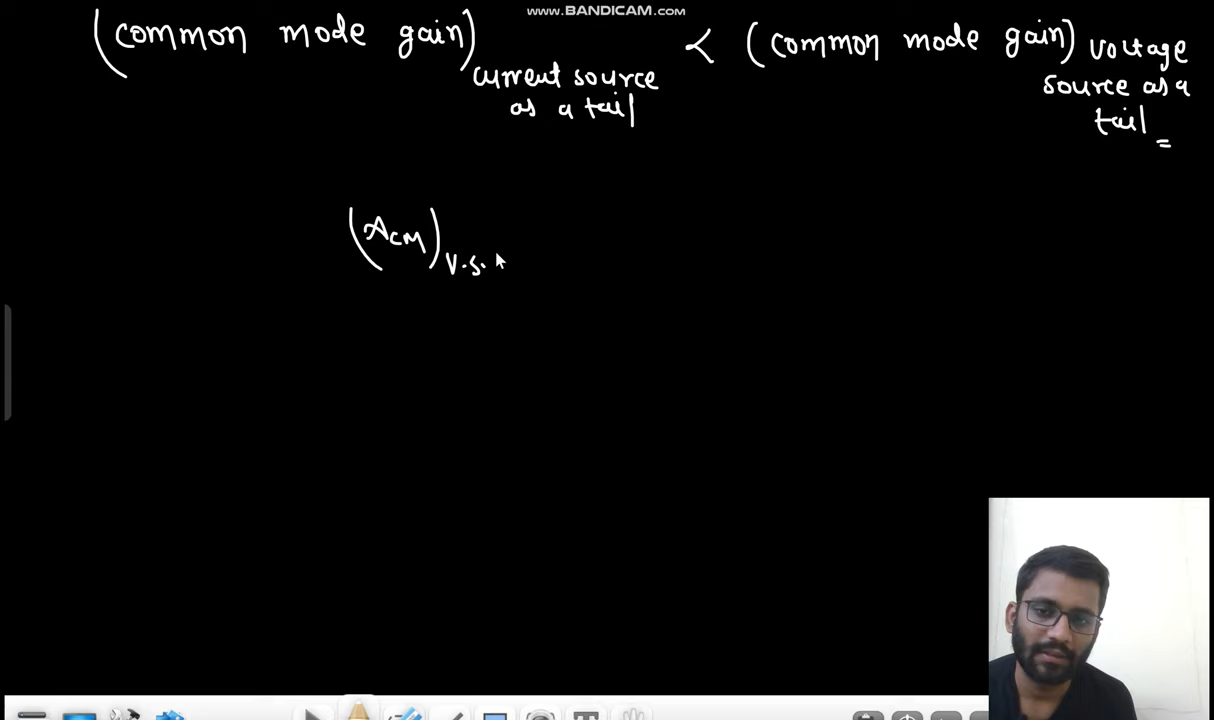 WWW.BANDICAM.COM
(common mode gain) current source as a tail < (common mode gain) voltage source as a tail
(ACM)V.S.